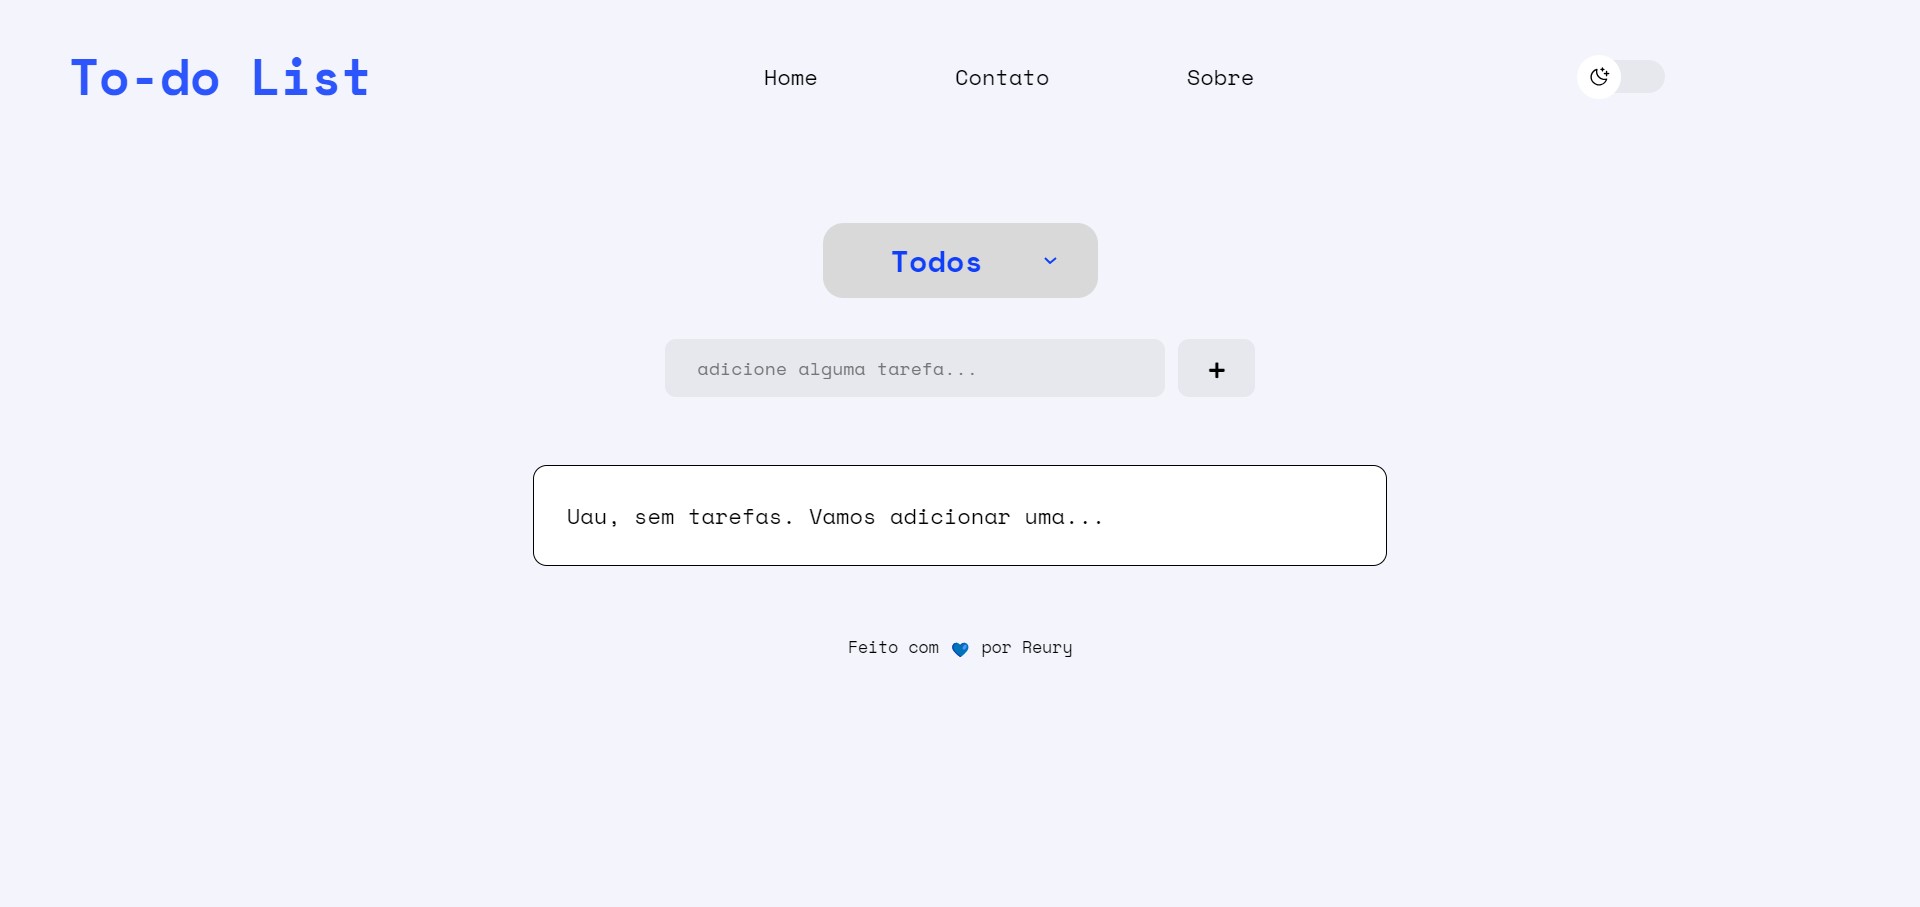 To-do List
Home
Contato
Sobre
Todos
adicione alguma tarefa...
+
Uau, sem tarefas. Vamos adicionar uma...
Feito com 💙 por Reury